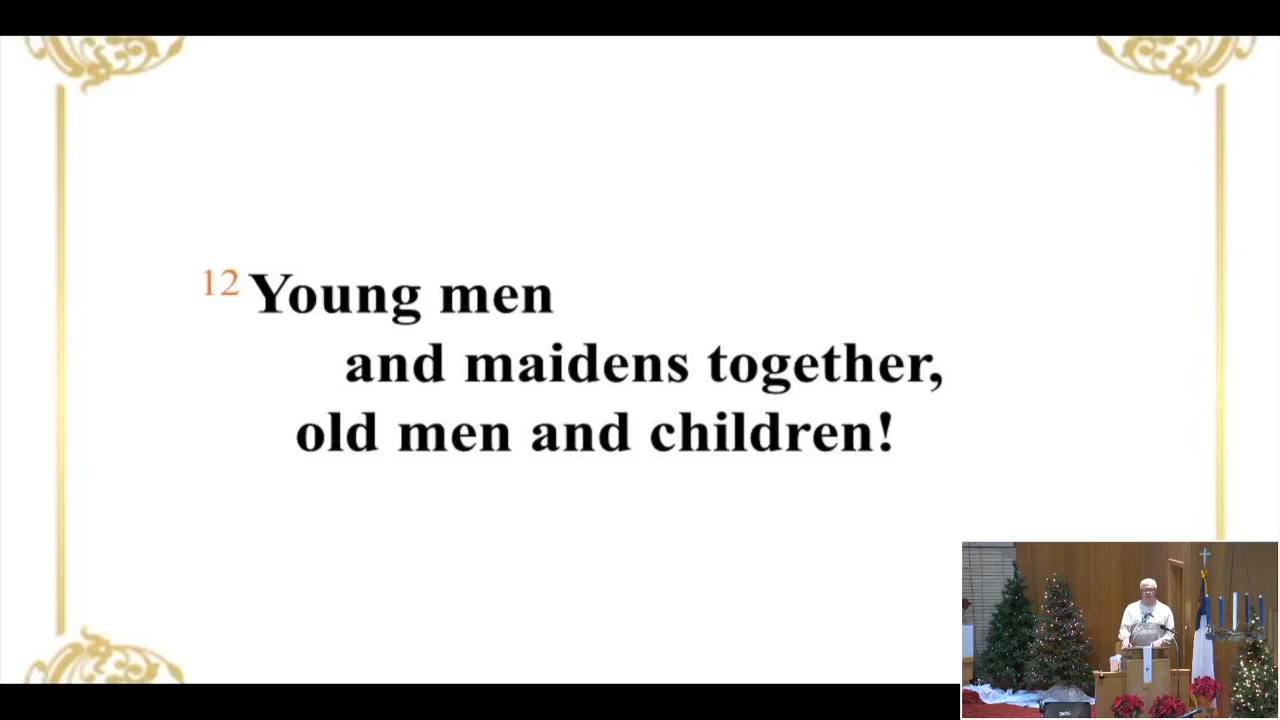 12 Young men
and maidens together,
old men and children!